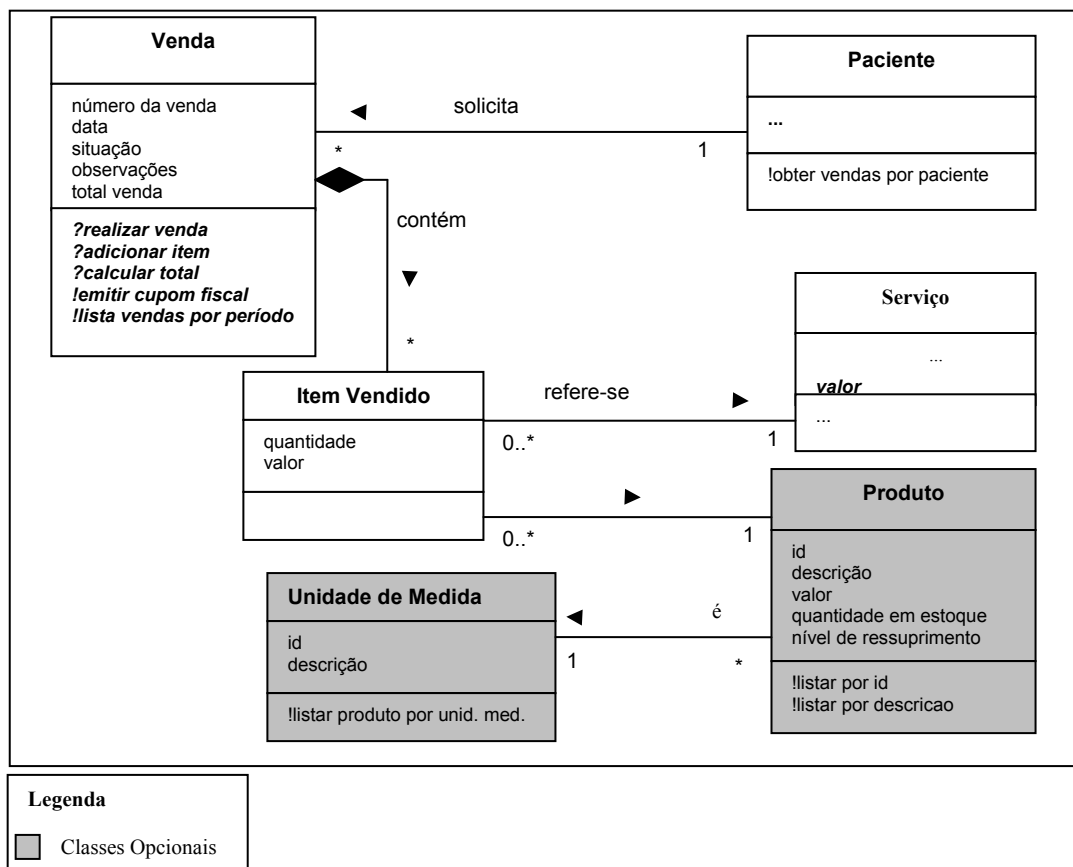 Venda
número da venda
data
situação
observações
total venda
?realizar venda
?adicionar item
?calcular total
!emitir cupom fiscal
!lista vendas por período
solicita
*
1
Paciente
...
!obter vendas por paciente
contém
*
Serviço
...
valor
...
Item Vendido
quantidade
valor
refere-se
0..*
1
0..*
1
Produto
id
descrição
valor
quantidade em estoque
nível de ressuprimento
!listar por id
!listar por descricao
Unidade de Medida
id
descrição
!listar produto por unid. med.
é
1
*
Legenda
Classes Opcionais